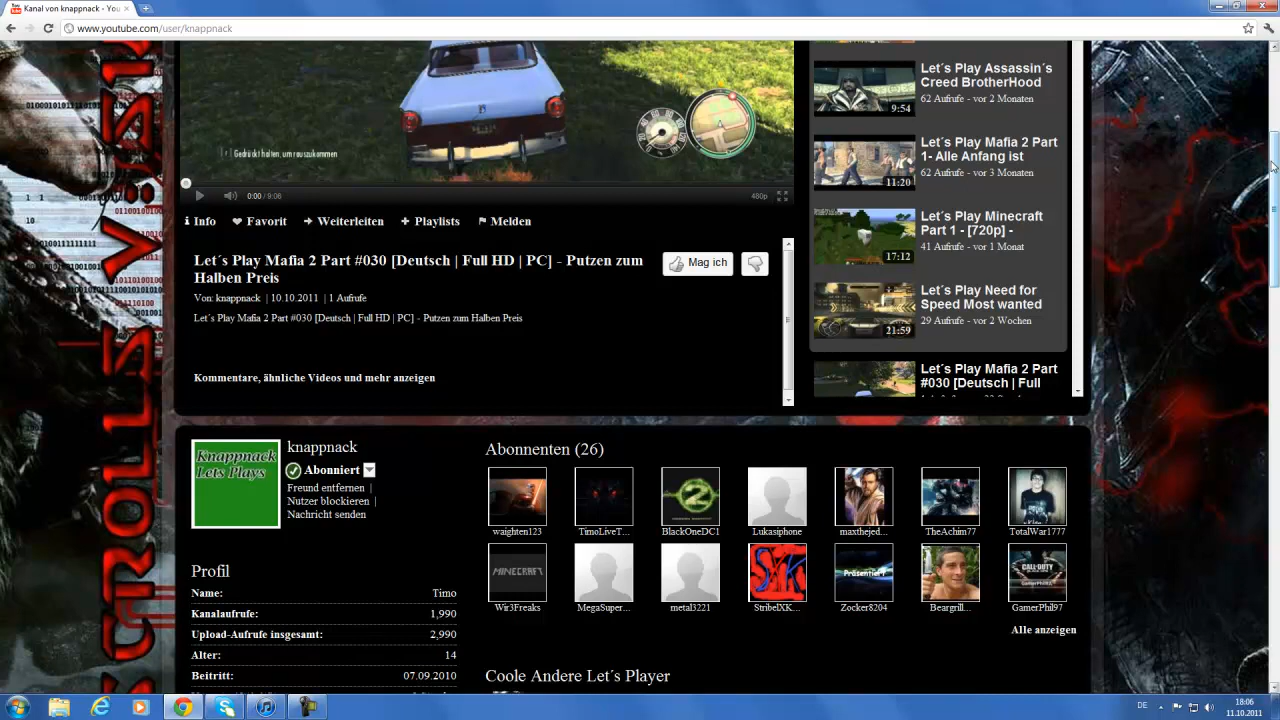 Kanal von knappnack - You
www.youtube.com/user/knappnack
Let´s Play Assassin´s
Creed BrotherHood
62 Aufrufe - vor 2 Monaten
9:54
[F] Gedrückt halten, um rauszukommen
Let´s Play Mafia 2 Part
1- Alle Anfang ist
62 Aufrufe - vor 3 Monaten
11:20
0:00 / 9:06
480p
Info
Favorit
Weiterleiten
Playlists
Melden
Let´s Play Minecraft
Part 1 - [720p] -
41 Aufrufe - vor 1 Monat
17:12
Let´s Play Mafia 2 Part #030 [Deutsch | Full HD | PC] - Putzen zum
Halben Preis
Mag ich
Von: knappnack | 10.10.2011 | 1 Aufrufe
Let´s Play Mafia 2 Part #030 [Deutsch | Full HD | PC] - Putzen zum Halben Preis
Let´s Play Need for
Speed Most wanted
29 Aufrufe - vor 2 Wochen
21:59
Kommentare, ähnliche Videos und mehr anzeigen
Let´s Play Mafia 2 Part
#030 [Deutsch | Full
Knappnack
Lets Plays
knappnack
Abonniert
Freund entfernen |
Nutzer blockieren |
Nachricht senden
Abonnenten (26)
waighten123
TimoLiveT...
BlackOneDC1
Lukasiphone
maxthejed...
TheAchim77
TotalWar1777
MINECRAFT
Präsentiert
CALL OF DUTY
Wir3Freaks
MegaSuper...
metal3221
StribelXK...
Zocker8204
Beargrill...
GamerPhil97
Alle anzeigen
Profil
Name: Timo
Kanalaufrufe: 1,990
Upload-Aufrufe insgesamt: 2,990
Alter: 14
Beitritt: 07.09.2010
Coole Andere Let´s Player
DE
18:06
11.10.2011